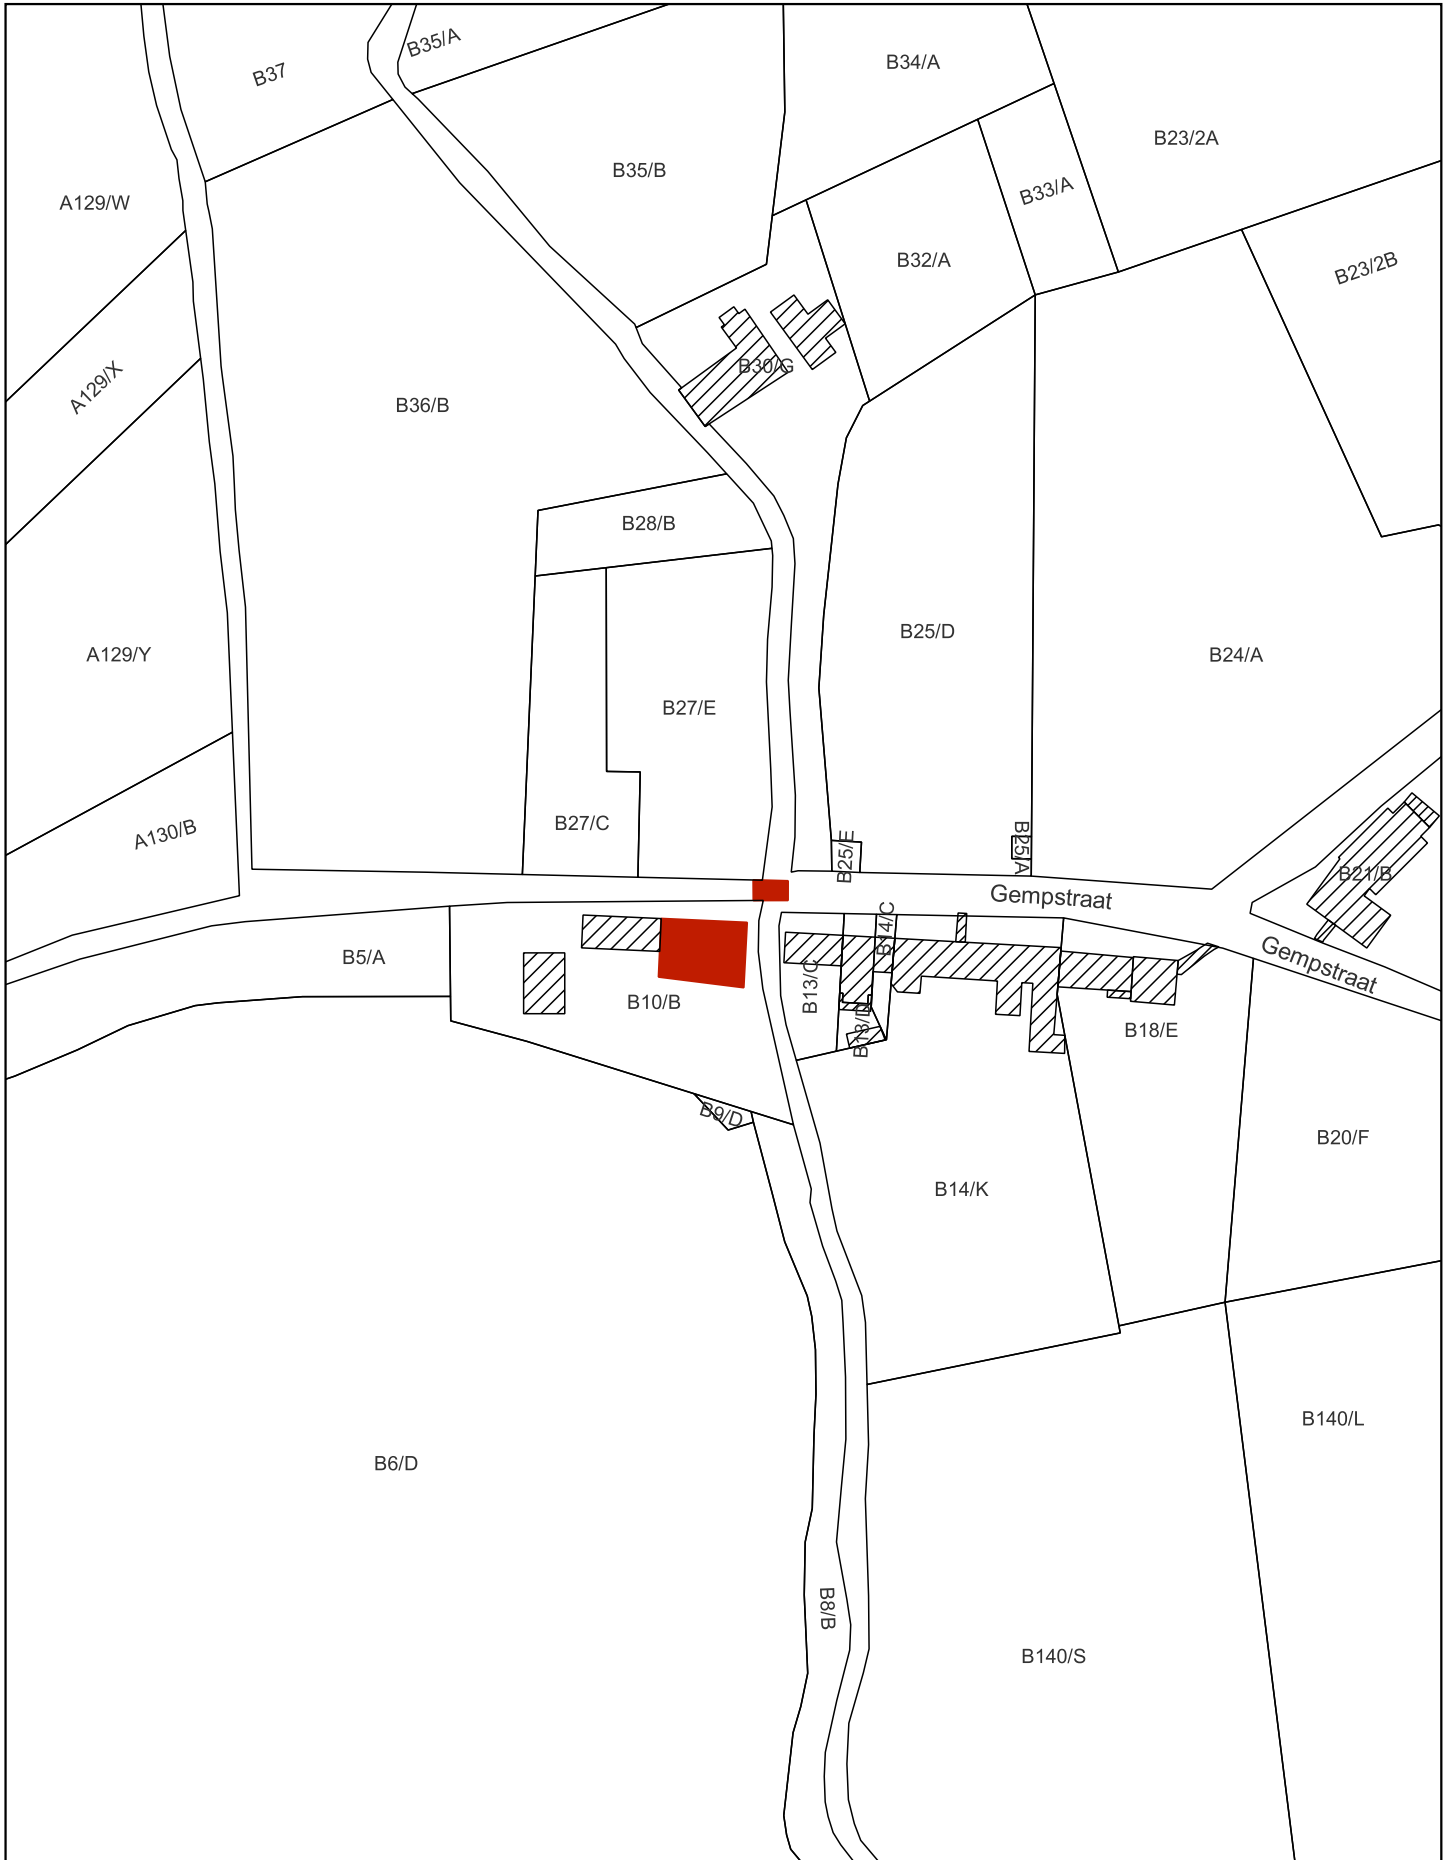 B35/A
B37
B34/A
B23/2A
B35/B
B33/A
A129/W
B32/A
B23/2B
B30/G
A129/X
B36/B
B28/B
B25/D
A129/Y
B24/A
B27/E
B27/C
A130/B
B25/E
B25/A
B21/B
Gempstraat
B14/C
Gempstraat
B5/A
B13/C
B10/B
B13/D
B18/E
B9/D
B20/F
B14/K
B140/L
B6/D
B8/B
B140/S